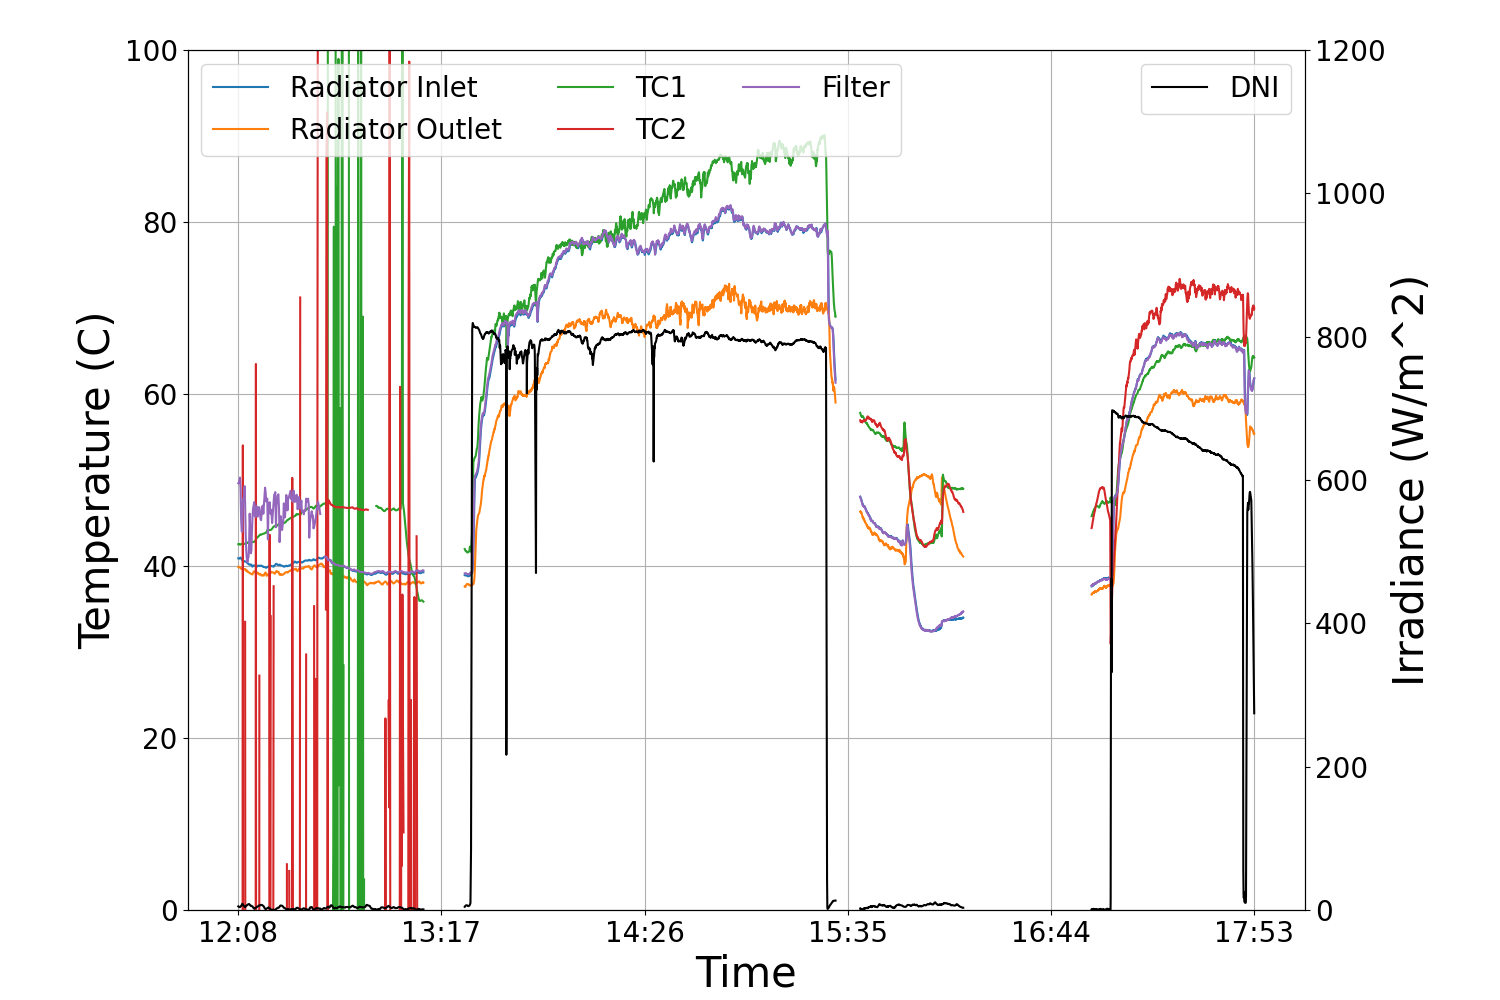 Temperature (C)
100
80
60
40
20
0
Radiator Inlet
Radiator Outlet
TC1
TC2
Filter
DNI
1200
1000
800
600
400
200
0
Irradiance (W/m^2)
12:08 13:17 14:26 15:35 16:44 17:53
Time